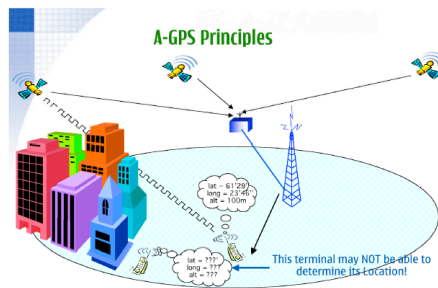 A-GPS Principles
N
lat - 61°29'
long = 23°46"
alt = 100m
lat = ???'
long = ???
alt = ???
This terminal may NOT be able to
determine its Location!